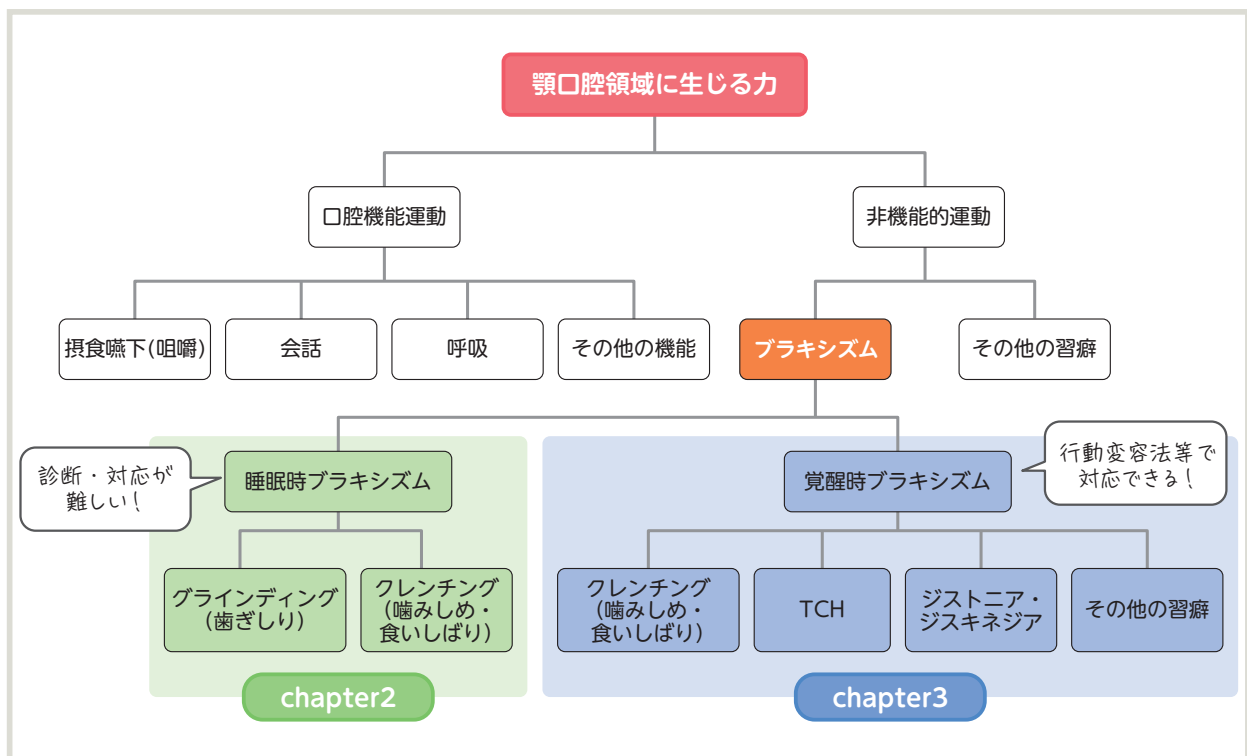 顎口腔領域に生じる力
口腔機能運動
非機能的運動
摂食嚥下(咀嚼)
会話
呼吸
その他の機能
ブラキシズム
その他の習癖
診断・対応が
難しい!
睡眠時ブラキシズム
覚醒時ブラキシズム
行動変容法等で
対応できる!
グラインディング
(歯ぎしり)
クレンチング
(噛みしめ・
食いしばり)
クレンチング
(噛みしめ・
食いしばり)
TCH
ジストニア・
ジスキネジア
その他の習癖
chapter2
chapter3